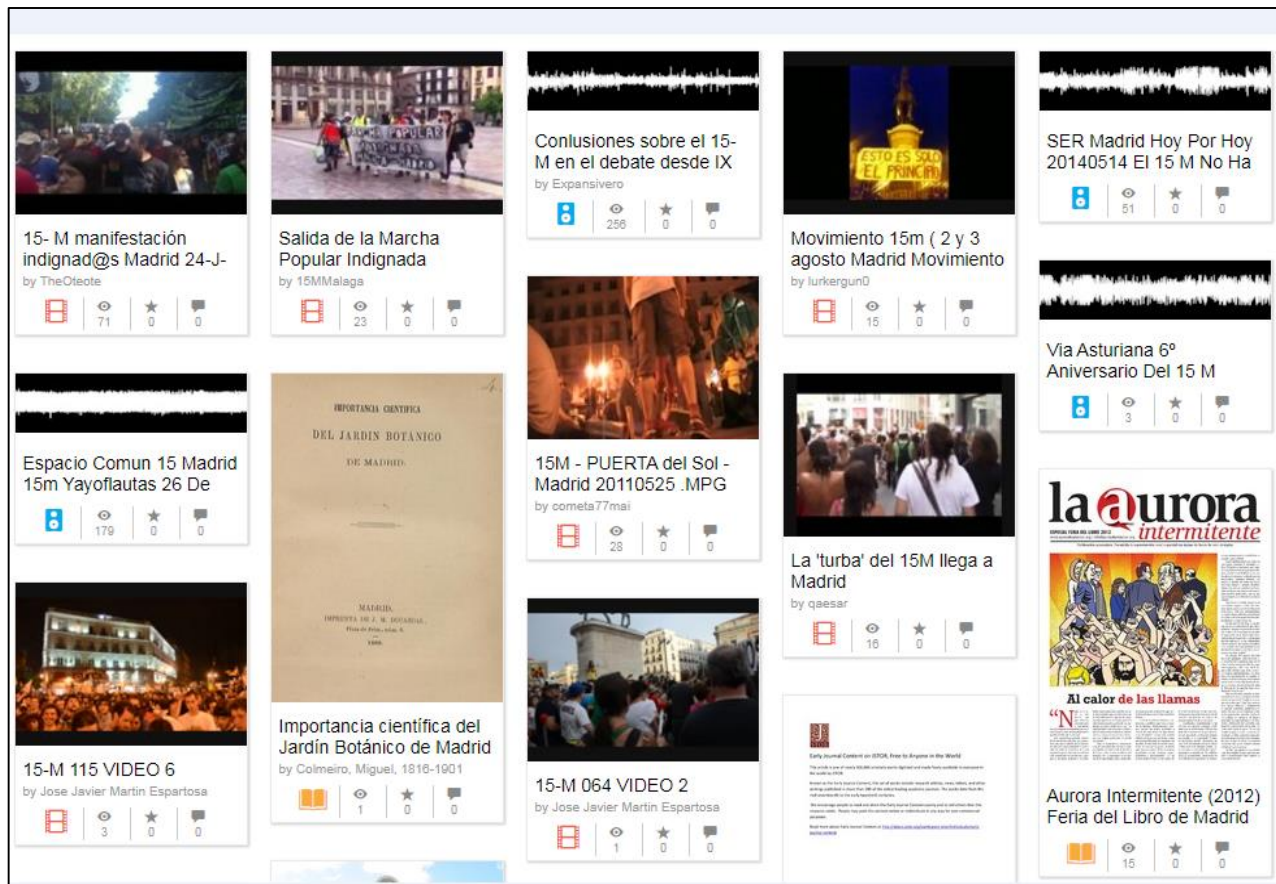 15- M manifestación
indignad@s Madrid 24-J-
by TheOteote
71
0
0
Espacio Comun 15 Madrid
15m Yayoflautas 26 De
179
0
0
15-M 115 VIDEO 6
by Jose Javier Martin Espartosa
3
0
0
MARCHA POPULAR
Salida de la Marcha
Popular Indignada
by 15MMalaga
23
0
0
IMPORTANCIA CIENTIFICA
DEL JARDIN BOTÁNICO
DE MADRID.
MADRID.
Importancia científica del
Jardín Botánico de Madrid
by Colmeiro, Miguel, 1816-1901
1
0
0
Conlusiones sobre el 15-
M en el debate desde IX
by Expansivero
256
0
0
15M - PUERTA del Sol -
Madrid 20110525 .MPG
by cometa77mai
28
0
0
15-M 064 VIDEO 2
by Jose Javier Martin Espartosa
1
0
0
ESTO ES SOLO
EL PRINCIPIO
Movimiento 15m ( 2 y 3
agosto Madrid Movimiento
by lurkergun0
15
0
0
La 'turba' del 15M llega a
Madrid
by qaesar
16
0
0
Early Journal Content on JSTOR, Free to Anyone in the World
SER Madrid Hoy Por Hoy
20140514 El 15 M No Ha
51
0
0
Via Asturiana 6º
Aniversario Del 15 M
3
0
0
la aurora
intermitente
Al calor de las llamas
Aurora Intermitente (2012)
Feria del Libro de Madrid
15
0
0